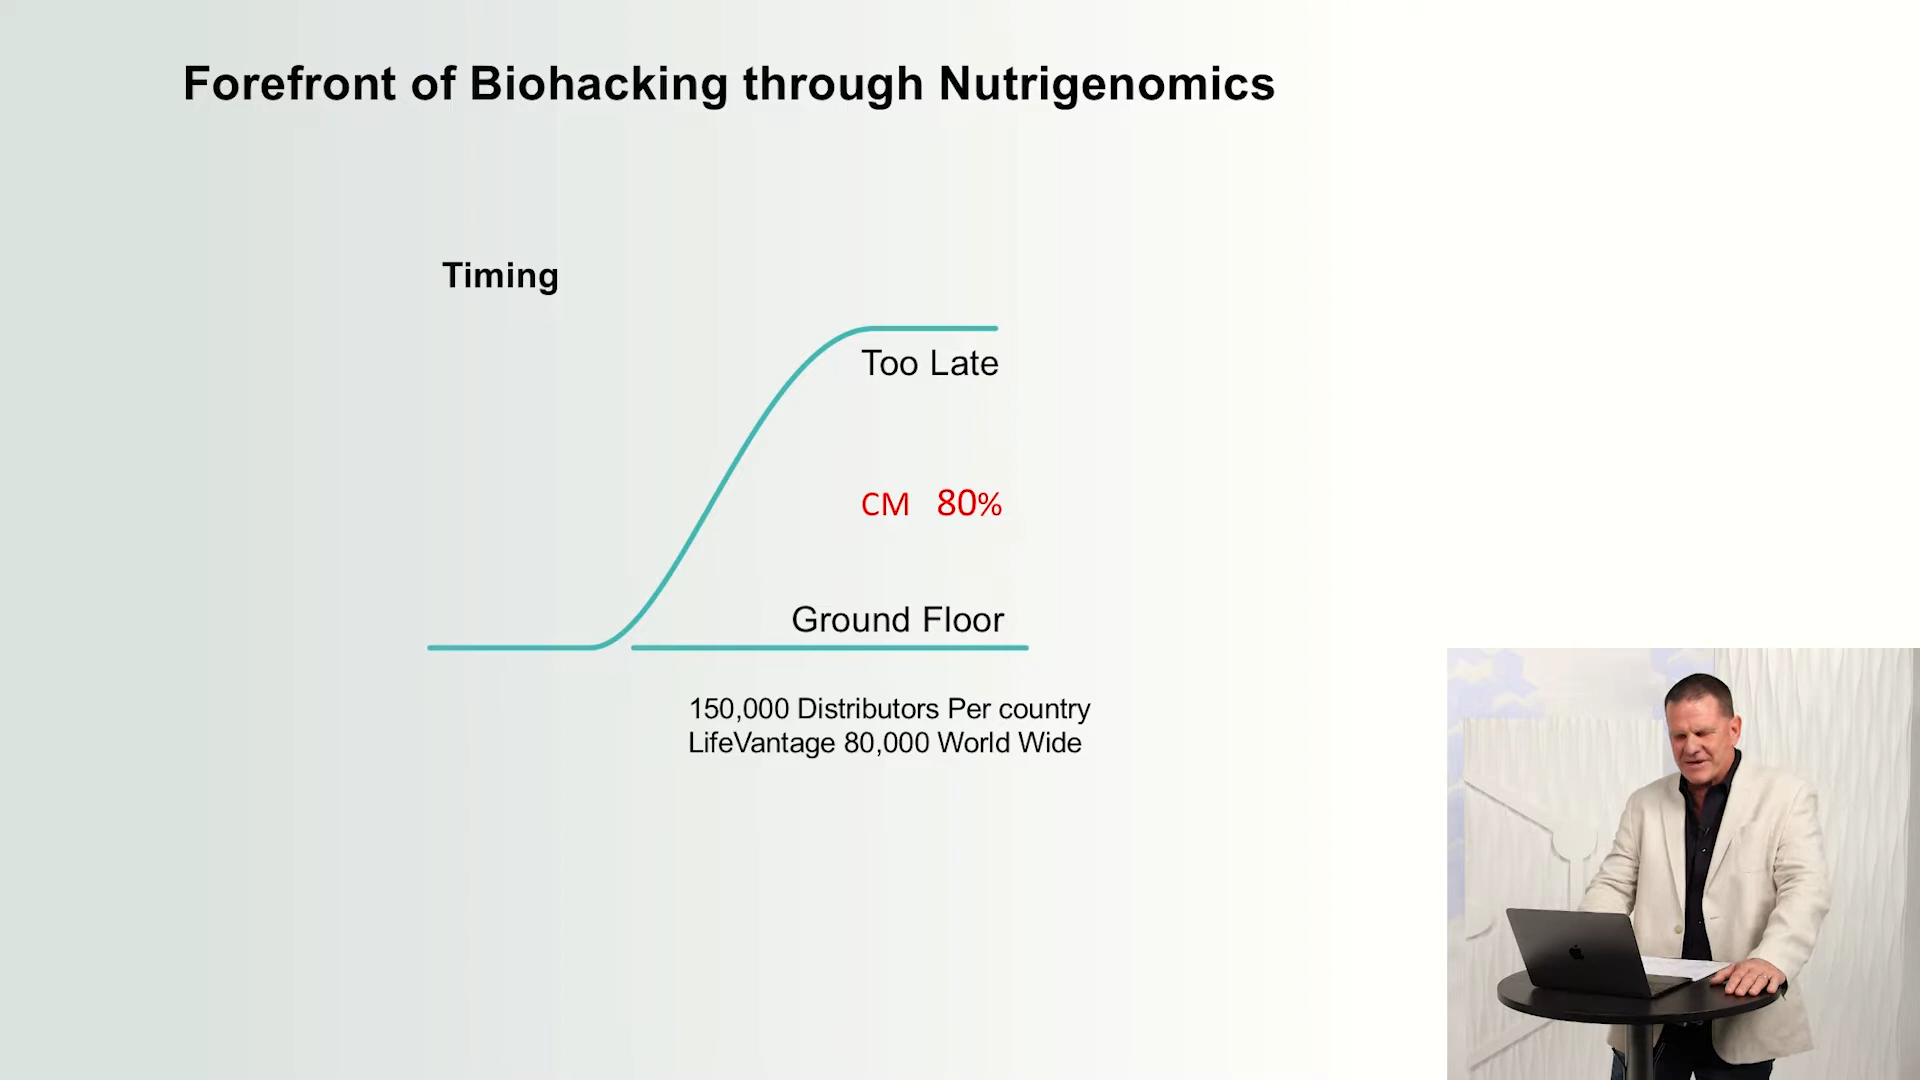 Forefront of Biohacking through Nutrigenomics
Timing
Too Late
CM 80%
Ground Floor
150,000 Distributors Per country
LifeVantage 80,000 World Wide